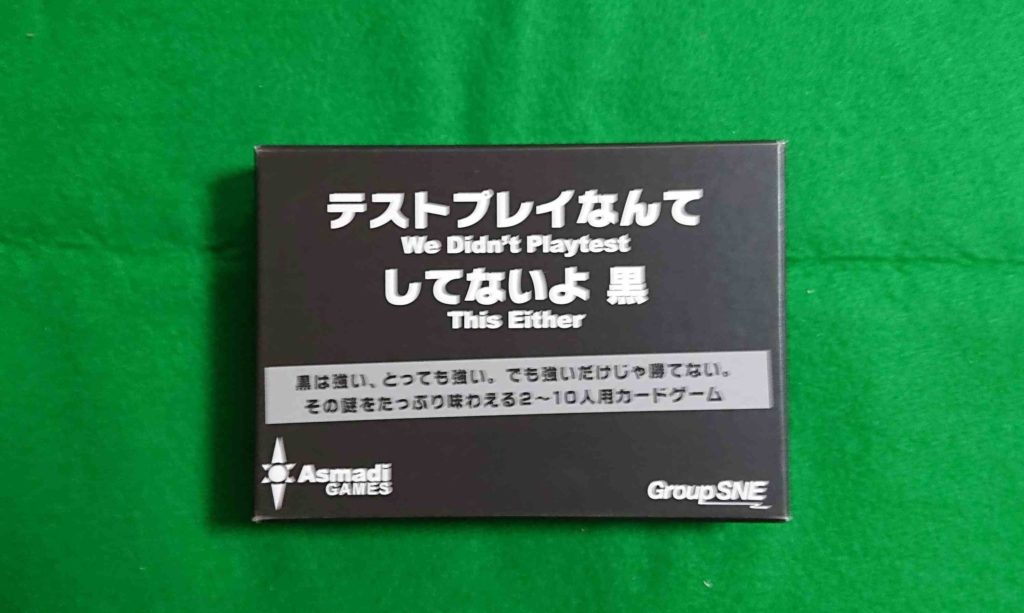 テストプレイなんて
We Didn't Playtest
してないよ 黒
This Either
黒は強い、とっても強い。でも強いだけじゃ勝てない。
その謎をたっぷり味わえる2〜10人用カードゲーム
Asmadi
GAMES
GroupSNE